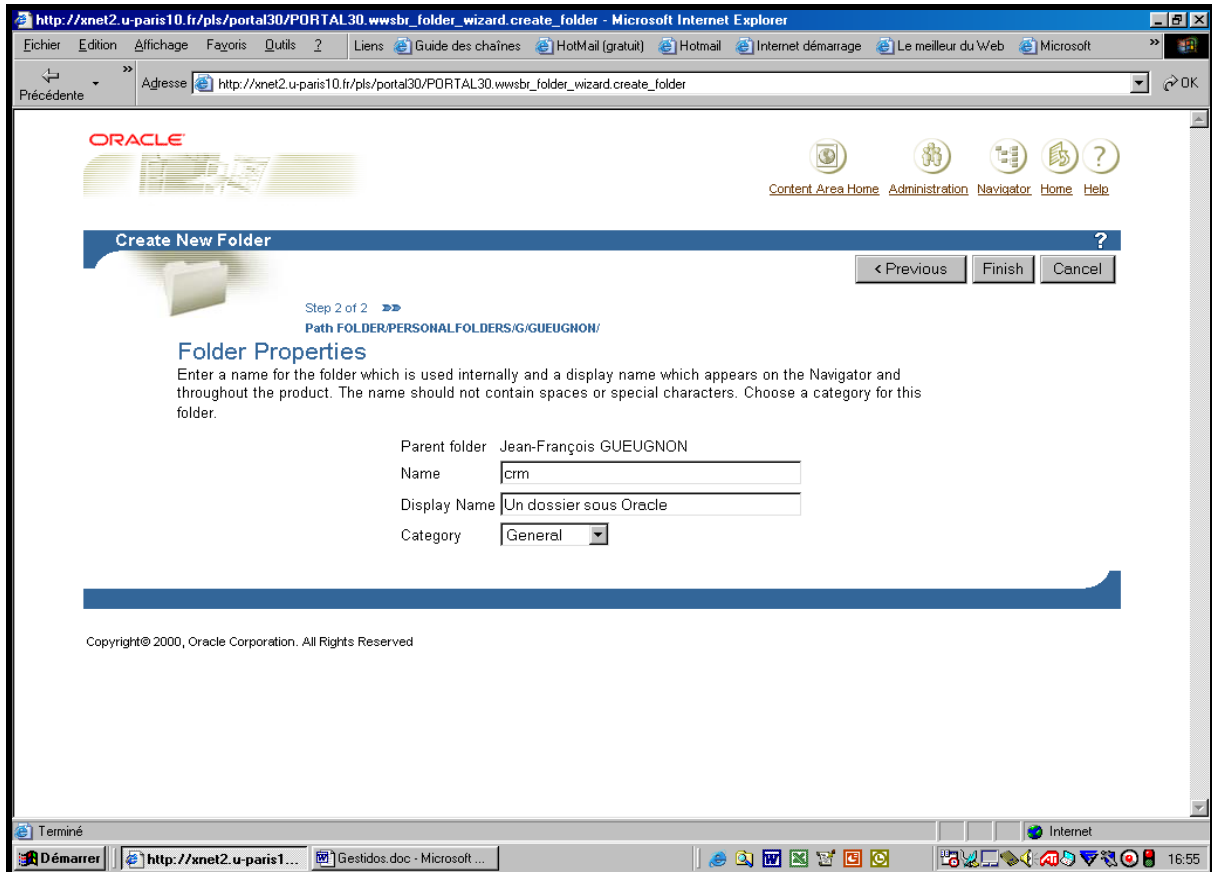 http://xnet2.u-paris10.fr/pls/portal30/PORTAL30.wwsbr_folder_wizard.create_folder - Microsoft Internet Explorer
Fichier Edition Affichage Favoris Outils ? Liens Guide des chaînes HotMail (gratuit) Hotmail Internet démarrage Le meilleur du Web Microsoft »
Précédente » Adresse http://xnet2.u-paris10.fr/pls/portal30/PORTAL30.wwsbr_folder_wizard.create_folder OK
ORACLE
Content Area Home Administration Navigator Home Help
Create New Folder ?
< Previous Finish Cancel
Step 2 of 2
Path FOLDER/PERSONALFOLDERS/G/GUEUGNON/
Folder Properties
Enter a name for the folder which is used internally and a display name which appears on the Navigator and
throughout the product. The name should not contain spaces or special characters. Choose a category for this
folder.
Parent folder Jean-François GUEUGNON
Name crm
Display Name Un dossier sous Oracle
Category General
Copyright© 2000, Oracle Corporation. All Rights Reserved
Terminé Internet
Démarrer http://xnet2.u-paris1... Gestidos.doc - Microsoft ... 16:55